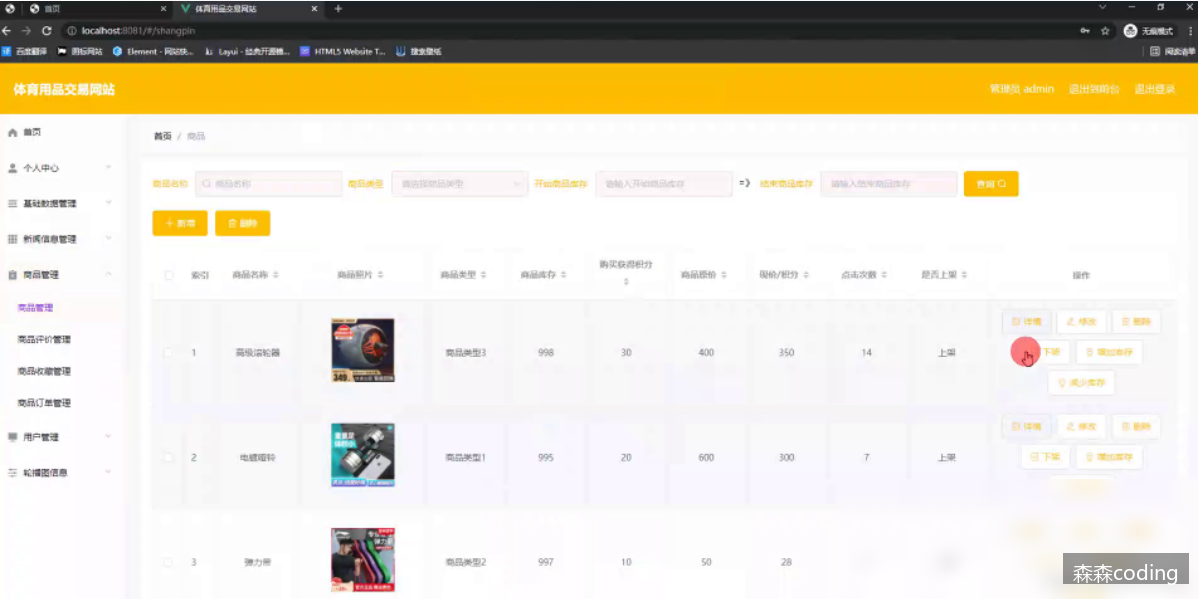 首页
体育用品交易网站
localhost:8081/#/shangpin
无痕模式
百度翻译 图标网站 Element - 网站快... Layui - 经典开源模... HTML5 Website T... 搜索壁纸
阅读清单
体育用品交易网站
管理员 admin 退出到前台 退出登录
首页
个人中心
基础数据管理
新闻信息管理
商品管理
商品管理
商品评价管理
商品收藏管理
商品订单管理
用户管理
轮播图信息
首页 / 商品
商品名称 商品名称 商品类型 请选择商品类型 开始商品库存 请输入开始商品库存 结束商品库存 请输入结束商品库存 查询
新增 删除
索引 商品名称 商品照片 商品类型 商品库存 购买获得积分 商品原价 现价/积分 点击次数 是否上架 操作
1 高级滚轮器 商品类型3 998 30 400 350 14 上架
349
详情 修改 删除
下架 增加库存
减少库存
2 电镀哑铃 商品类型1 995 20 600 300 7 上架
详情 修改 删除
下架 增加库存
3 弹力带 商品类型2 997 10 50 28
弹力带
森森coding